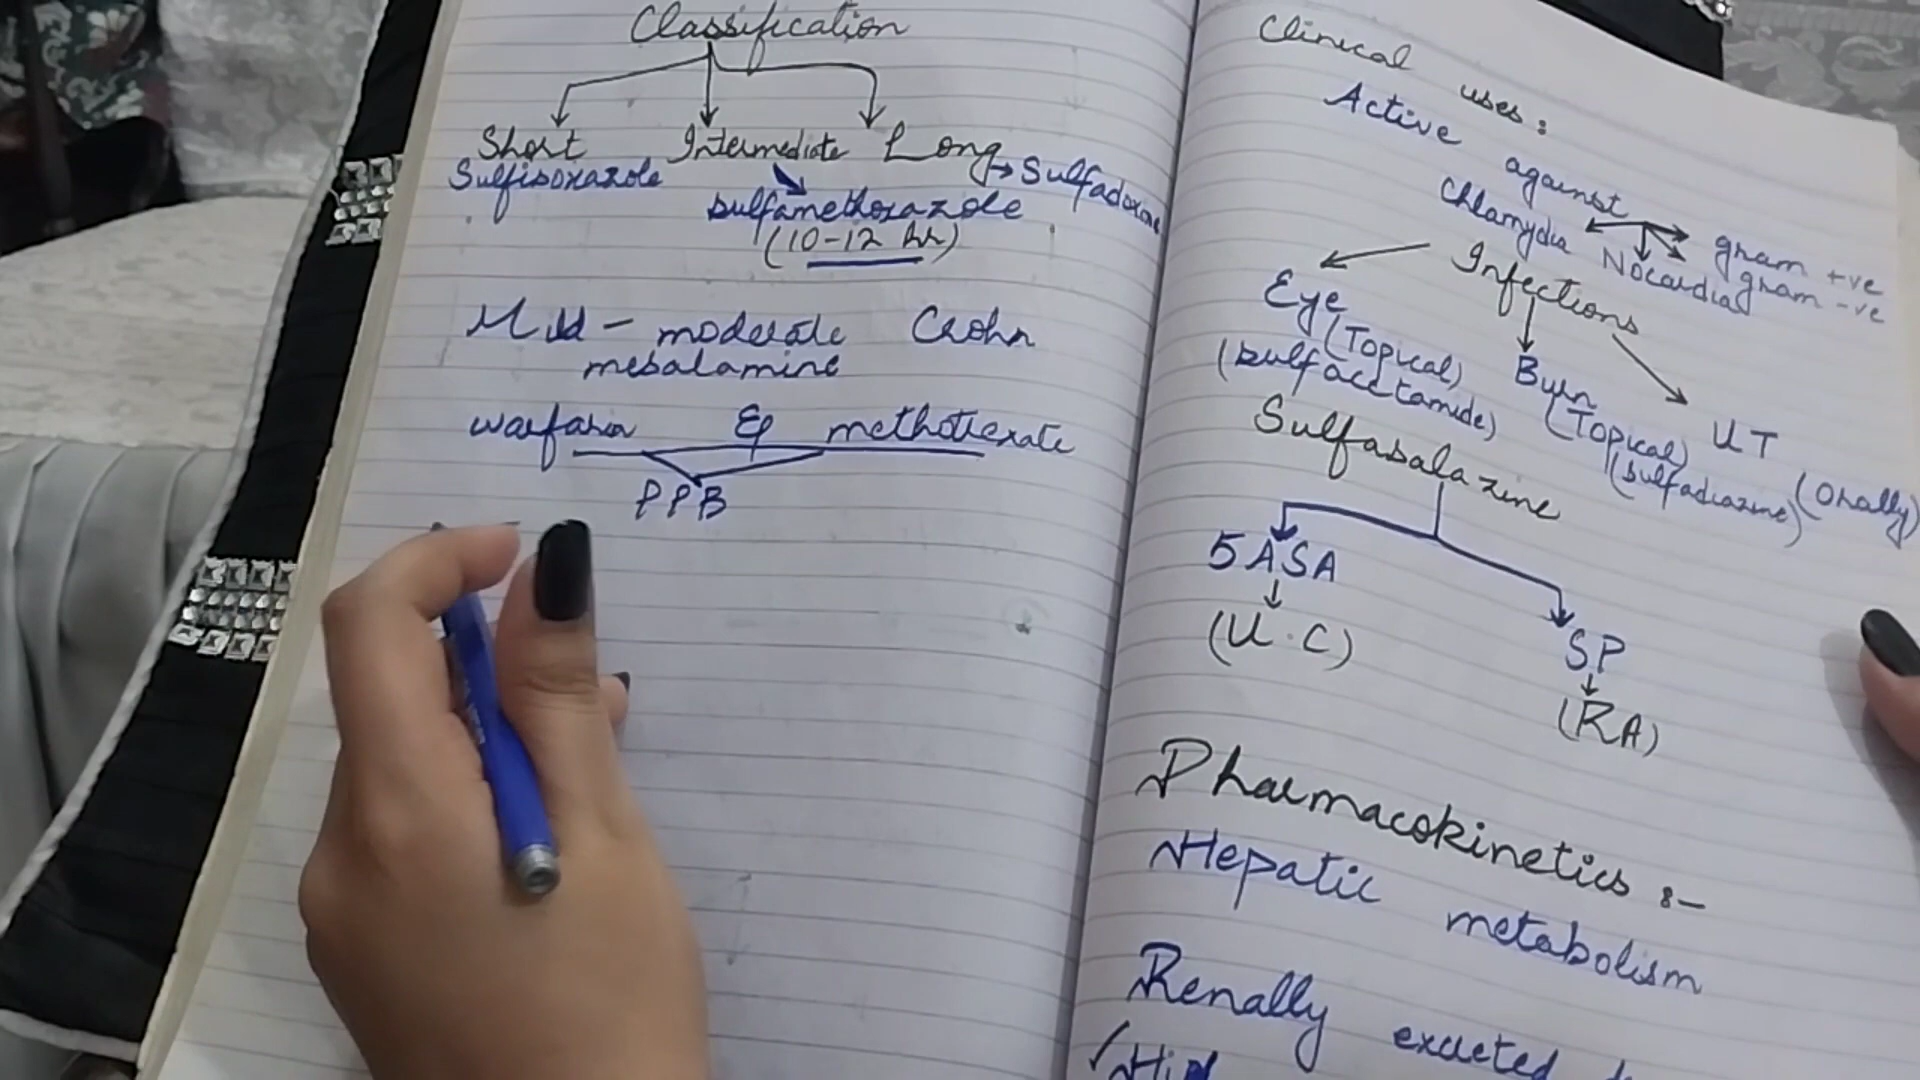 Classification
Short Intermediate Long → Sulfadoxine
Sulfisoxazole
sulfamethoxazole
(10-12 hr)
Mild - moderate Crohn
mesalamine
warfarin & methotrexate
PPB
Clinical uses:
Active against
Chlamydia Nocardia gram +ve
gram -ve
Infections
Eye (Topical)
(sulfacetamide)
Burn (Topical)
(sulfadiazine)
UT (Orally)
Sulfasalazine
5ASA
(U.C)
SP
(RA)
Pharmacokinetics :-
Hepatic metabolism
Renally excreted